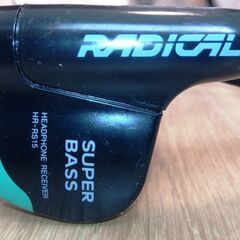 RADICAL
SUPER
BASS
HEADPHONE RECEIVER
HR-RS15